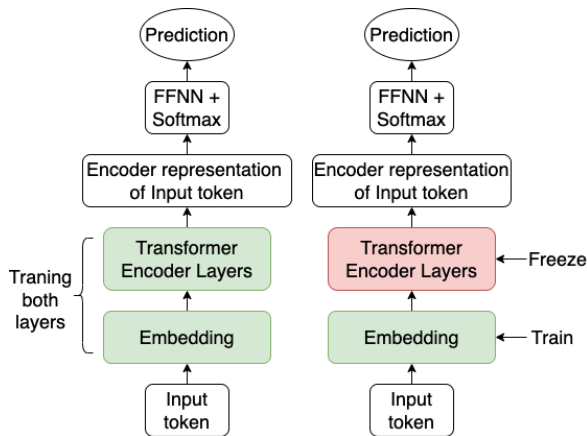 Prediction
FFNN +
Softmax
Encoder representation
of Input token
Transformer
Encoder Layers
Traning
both
layers
Embedding
Input
token
Prediction
FFNN +
Softmax
Encoder representation
of Input token
Transformer
Encoder Layers
Freeze
Embedding
Train
Input
token